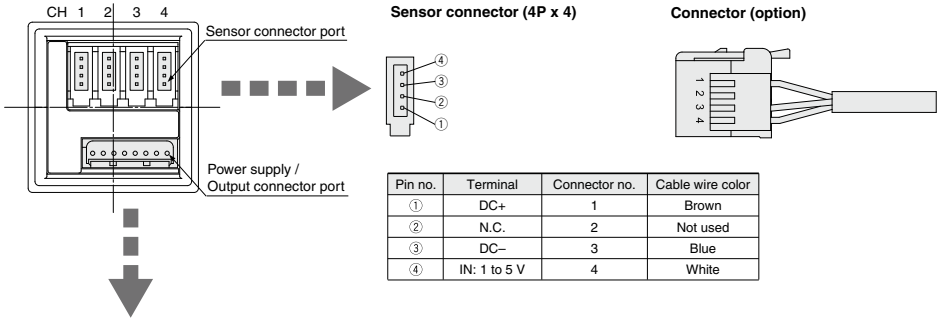 CH 1 2 3 4
Sensor connector port
Power supply /
Output connector port
Sensor connector (4P x 4)
④
③
②
①
Connector (option)
1
2
3
4
Pin no. Terminal Connector no. Cable wire color
① DC+ 1 Brown
② N.C. 2 Not used
③ DC– 3 Blue
④ IN: 1 to 5 V 4 White